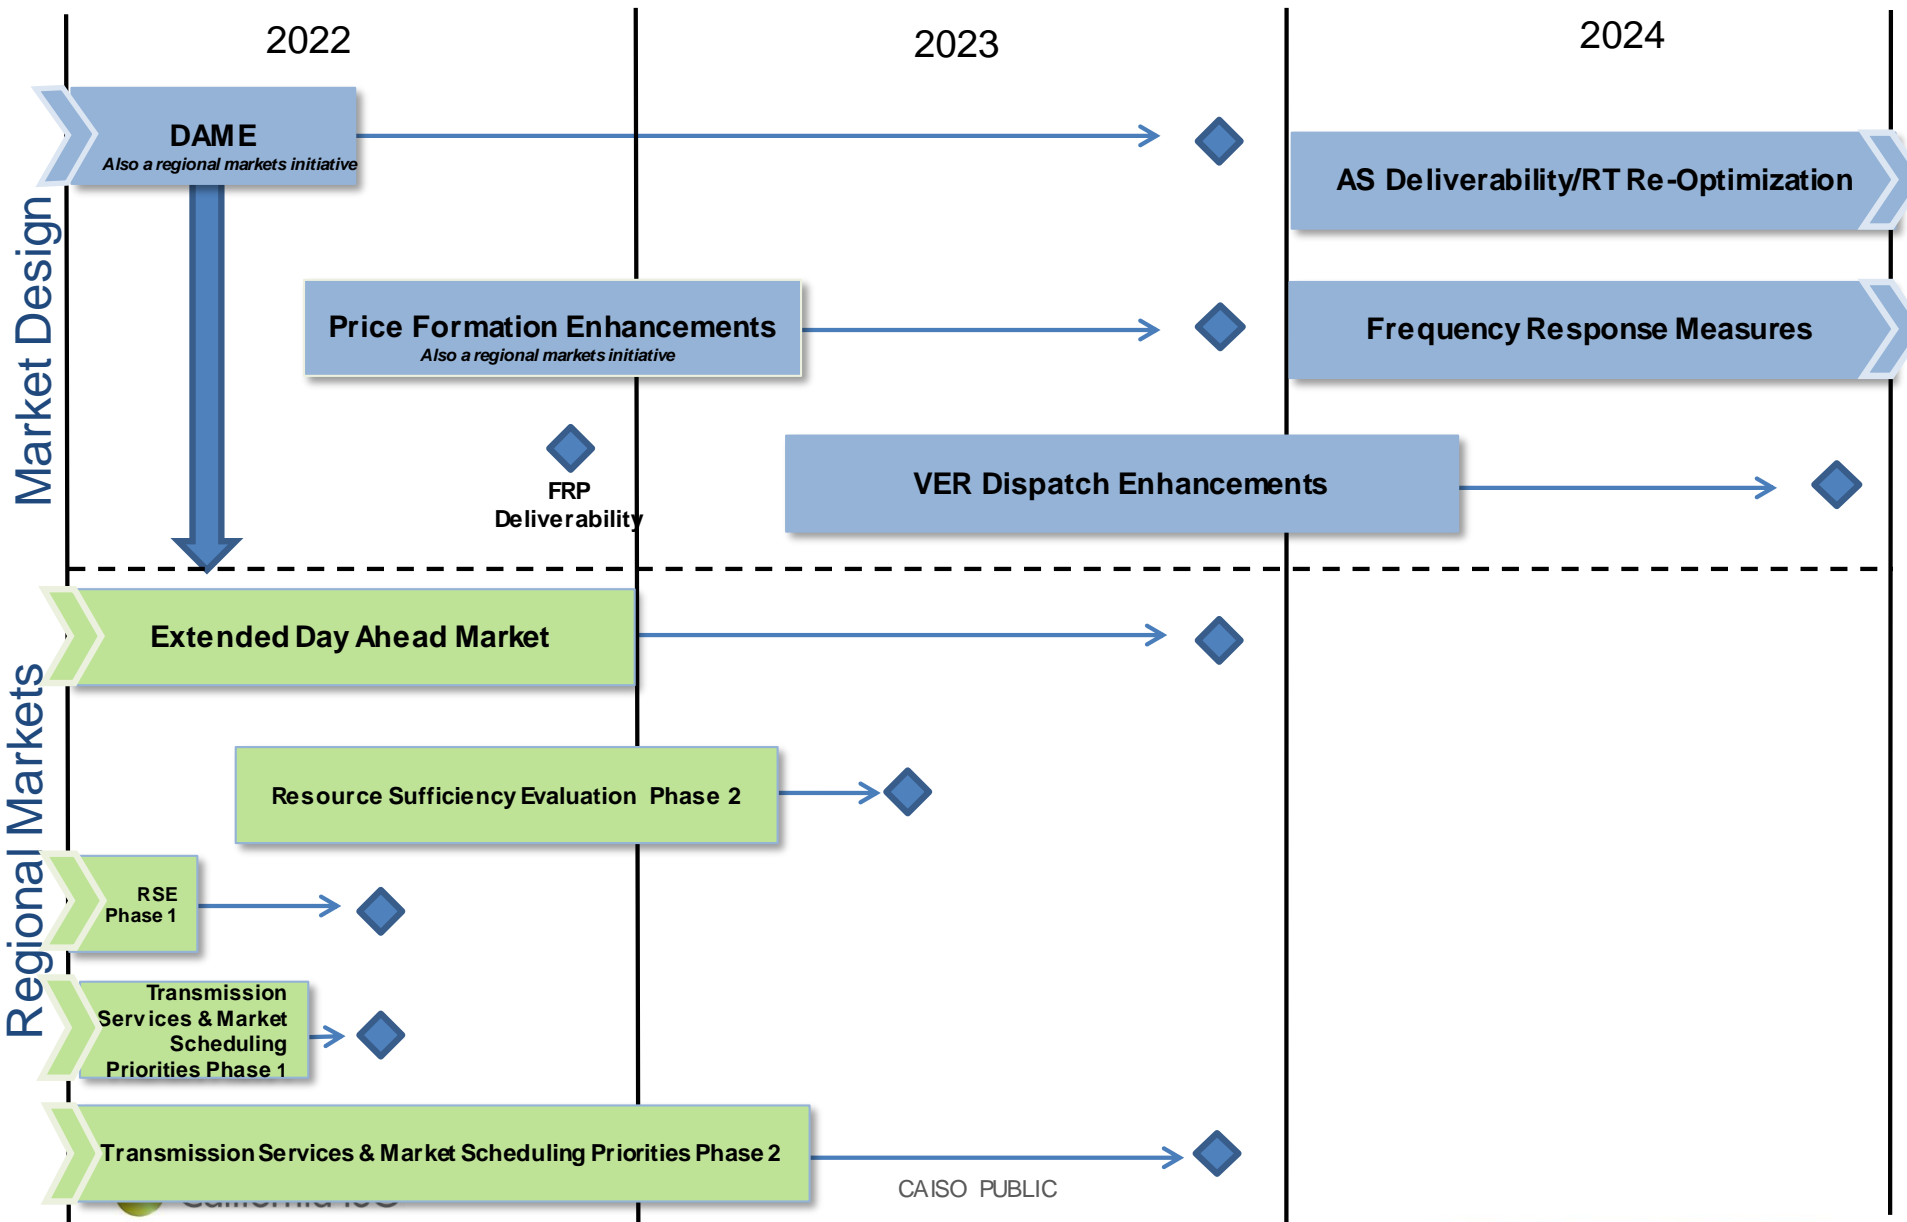 2022
2023
2024
Market Design
DAME
Also a regional markets initiative
AS Deliverability/RT Re-Optimization
Price Formation Enhancements
Also a regional markets initiative
Frequency Response Measures
FRP
Deliverability
VER Dispatch Enhancements
Regional Markets
Extended Day Ahead Market
Resource Sufficiency Evaluation Phase 2
RSE
Phase 1
Transmission
Services & Market
Scheduling
Priorities Phase 1
Transmission Services & Market Scheduling Priorities Phase 2
CAISO PUBLIC